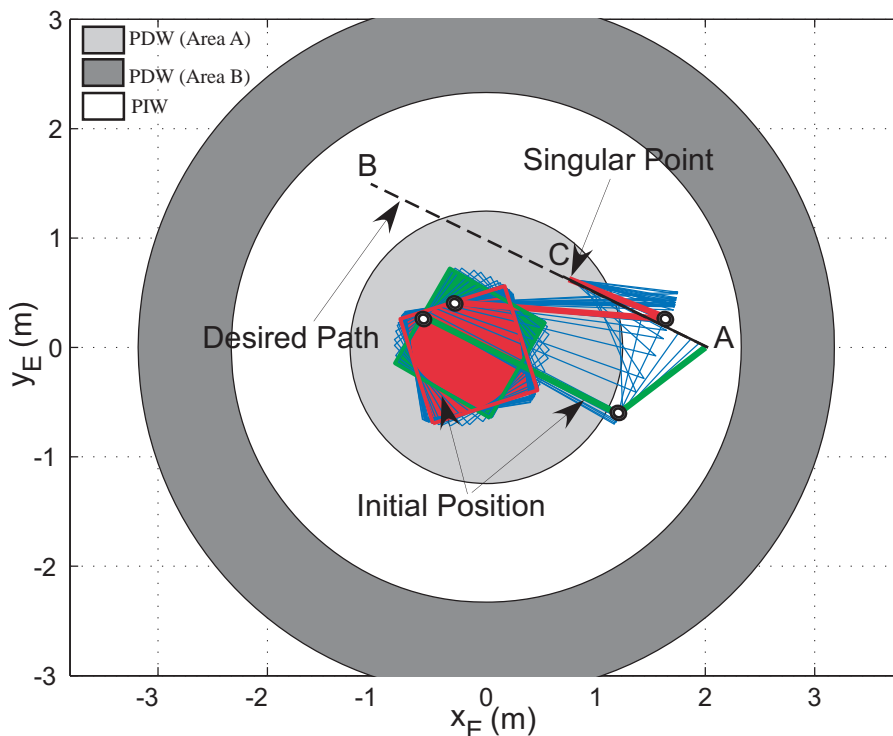 3
PDW (Area A)
PDW (Area B)
PIW
2
B
Singular Point
1
C
Desired Path
A
0
y_E (m)
-1
Initial Position
-2
-3
-3
-2
-1
0
1
2
3
x_E (m)